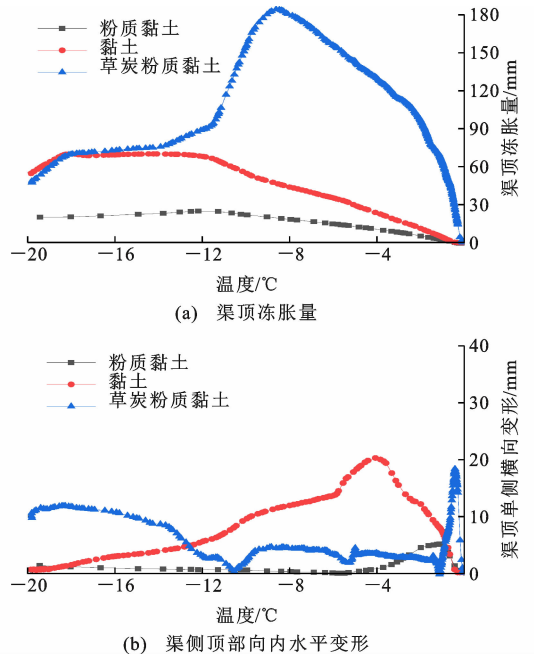 粉质黏土
黏土
草炭粉质黏土
180
150
120
90
60
30
0
渠顶冻胀量/mm
−20 −16 −12 −8 −4
温度/℃
(a) 渠顶冻胀量
粉质黏土
黏土
草炭粉质黏土
40
30
20
10
0
渠顶单侧横向变形/mm
−20 −16 −12 −8 −4
温度/℃
(b) 渠侧顶部向内水平变形